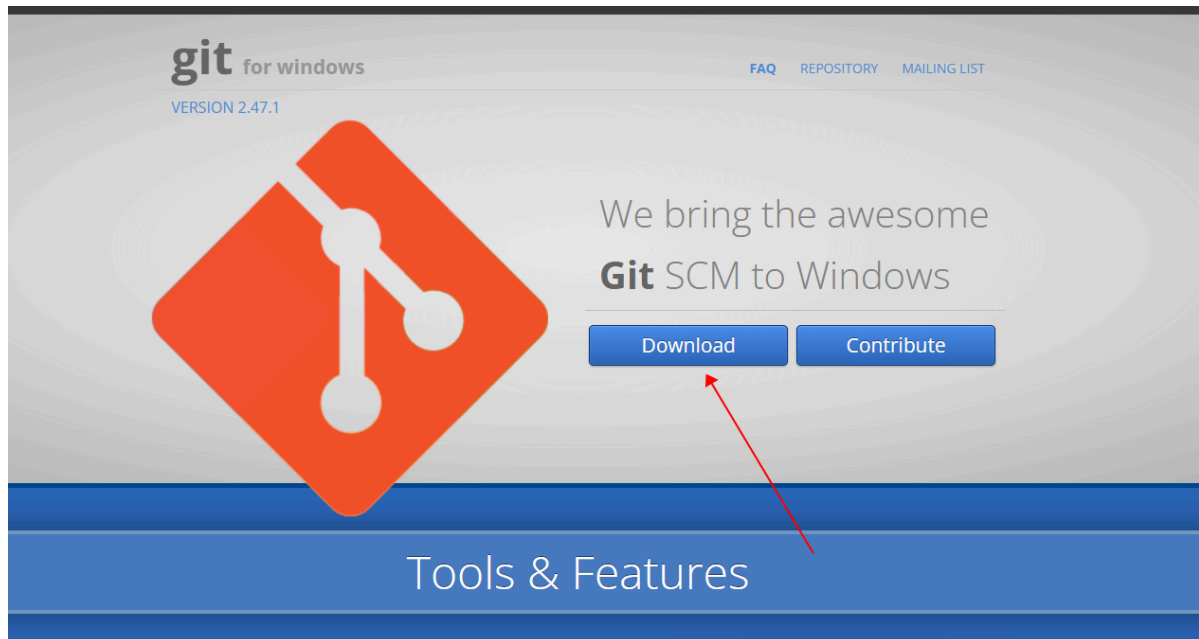 git for windows
FAQ REPOSITORY MAILING LIST
VERSION 2.47.1
We bring the awesome
Git SCM to Windows
Download Contribute
Tools & Features